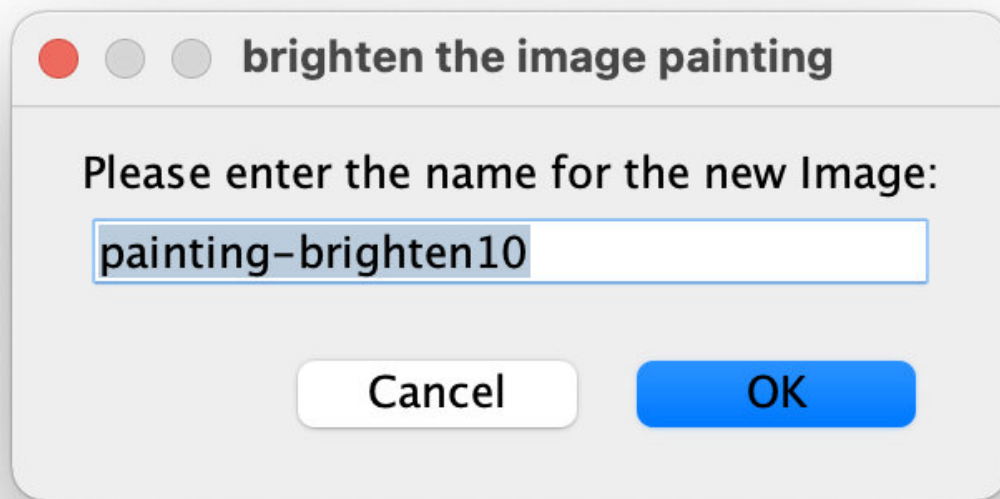 brighten the image painting
Please enter the name for the new Image:
painting-brighten10
Cancel
OK